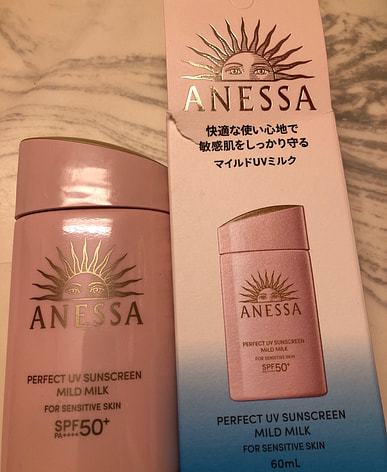 ANESSA
快適な使い心地で
敏感肌をしっかり守る
マイルドUVミルク
ANESSA
PERFECT UV SUNSCREEN
MILD MILK
FOR SENSITIVE SKIN
SPF50+
PERFECT UV SUNSCREEN
MILD MILK
FOR SENSITIVE SKIN
60mL
ANESSA
PERFECT UV SUNSCREEN
MILD MILK
FOR SENSITIVE SKIN
SPF50+
PA++++